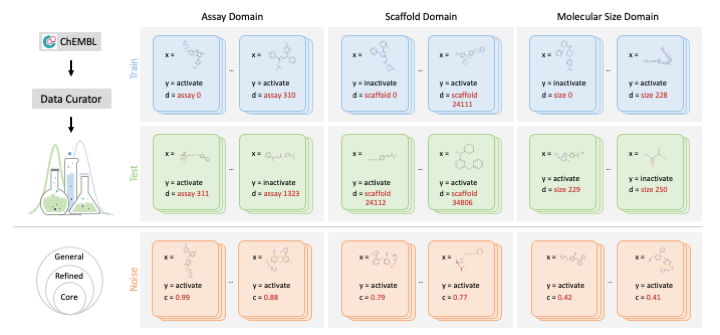 Assay Domain
Scaffold Domain
Molecular Size Domain
ChEMBL
Data Curator
Train
x =
y = activate
d = assay 0
...
x =
y = activate
d = assay 310
x =
y = inactivate
d = scaffold 0
...
x =
y = activate
d = scaffold
24111
x =
y = inactivate
d = size 0
...
x =
y = activate
d = size 228
Test
x =
y = activate
d = assay 311
...
x =
y = inactivate
d = assay 1323
x =
y = activate
d = scaffold
24112
...
x =
y = activate
d = scaffold
34806
x =
y = activate
d = size 229
...
x =
y = inactivate
d = size 250
General
Refined
Core
Noise
x =
y = activate
c = 0.99
...
x =
y = activate
c = 0.88
x =
y = activate
c = 0.79
...
x =
y = activate
c = 0.77
x =
y = activate
c = 0.42
...
x =
y = activate
c = 0.41